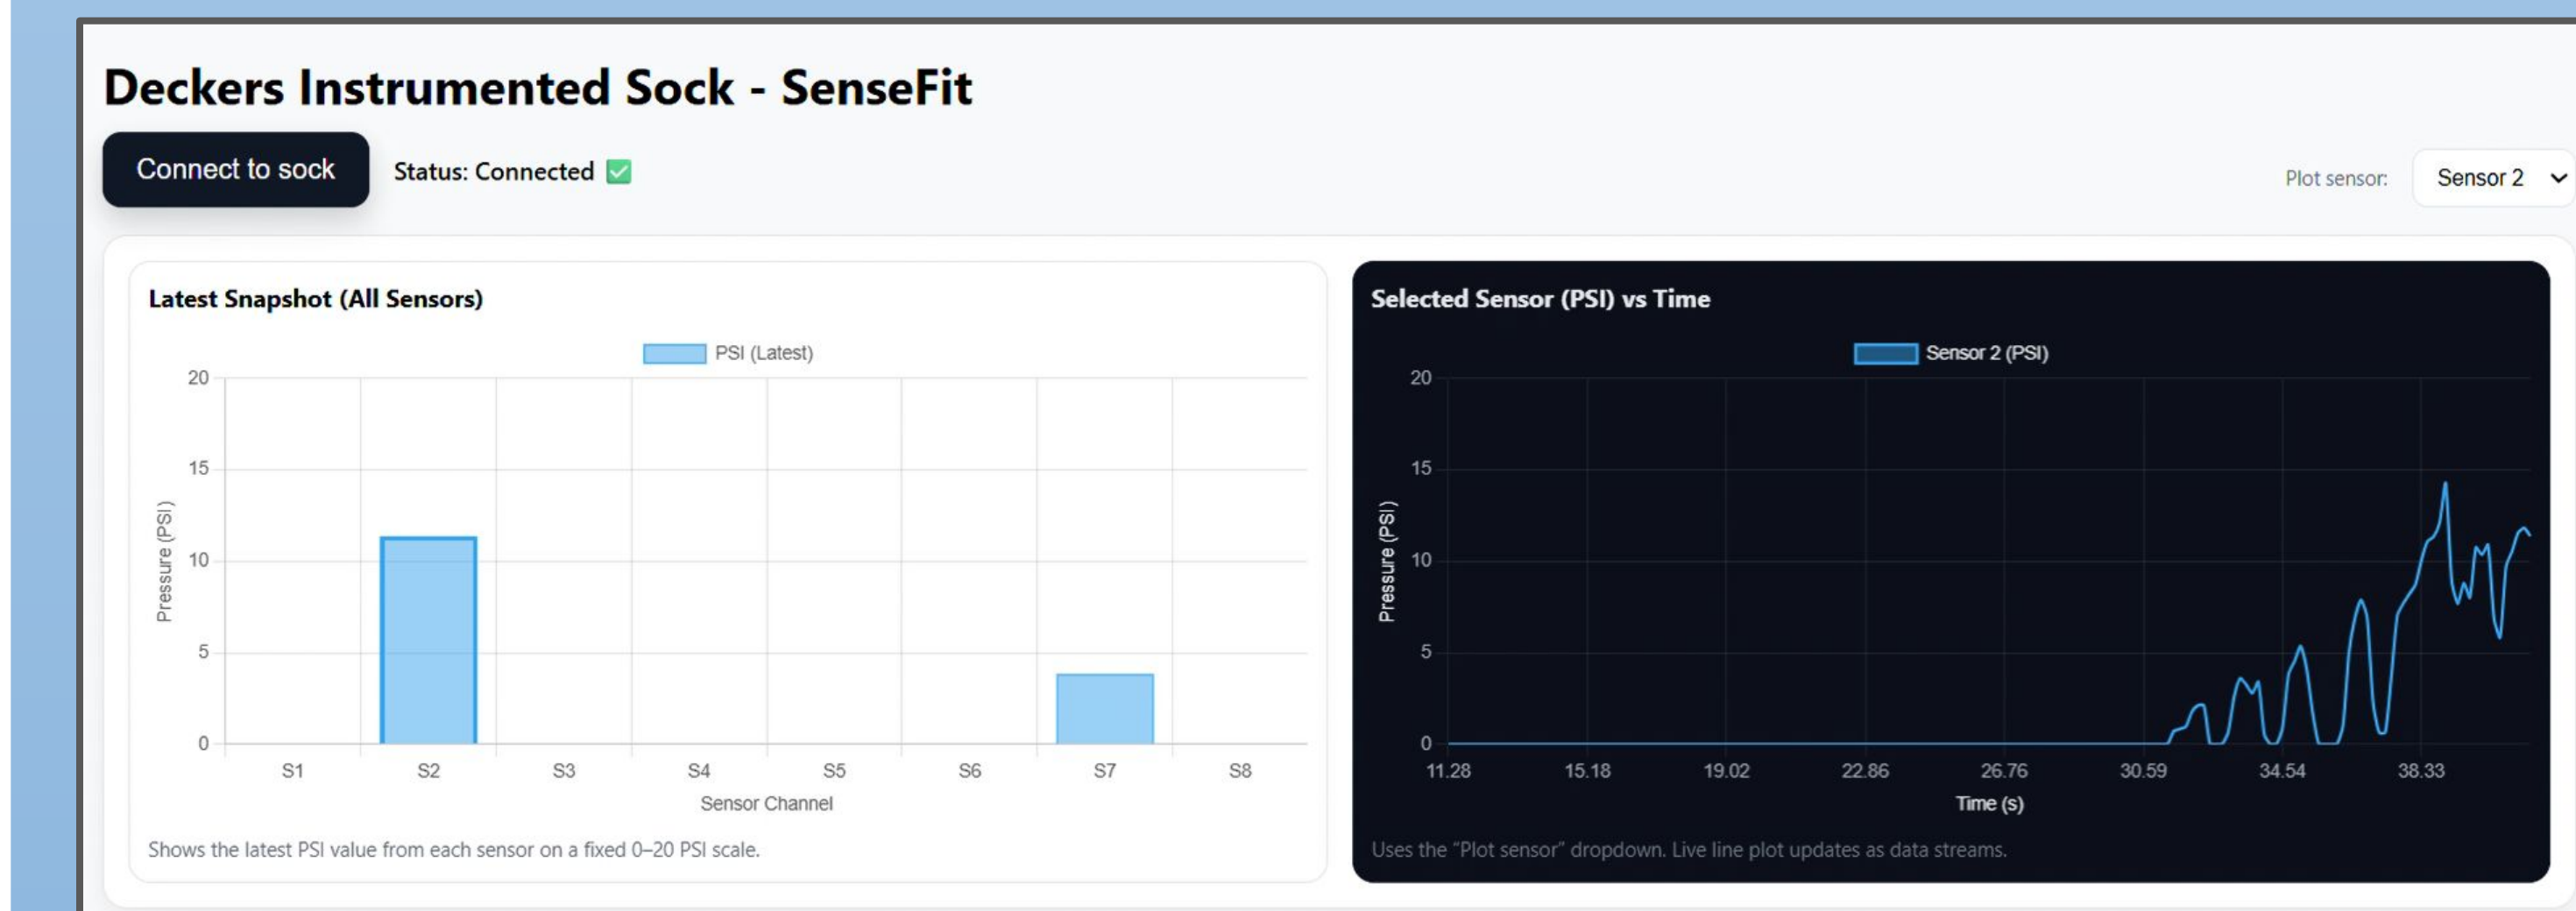 Deckers Instrumented Sock - SenseFit
Connect to sock
Status: Connected ✅
Plot sensor:
Sensor 2
Latest Snapshot (All Sensors)
PSI (Latest)
20
15
10
5
0
Pressure (PSI)
S1 S2 S3 S4 S5 S6 S7 S8
Sensor Channel
Shows the latest PSI value from each sensor on a fixed 0–20 PSI scale.
Selected Sensor (PSI) vs Time
Sensor 2 (PSI)
20
15
10
5
0
Pressure (PSI)
11.28 15.18 19.02 22.86 26.76 30.59 34.54 38.33
Time (s)
Uses the “Plot sensor” dropdown. Live line plot updates as data streams.